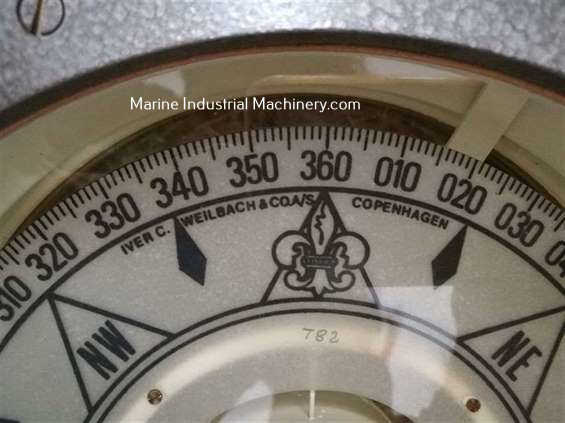 Marine Industrial Machinery.com
310 320 330 340 350 360 010 020 030 04
IVER C. WEILBACH & CO. A/S COPENHAGEN
NW NE
782